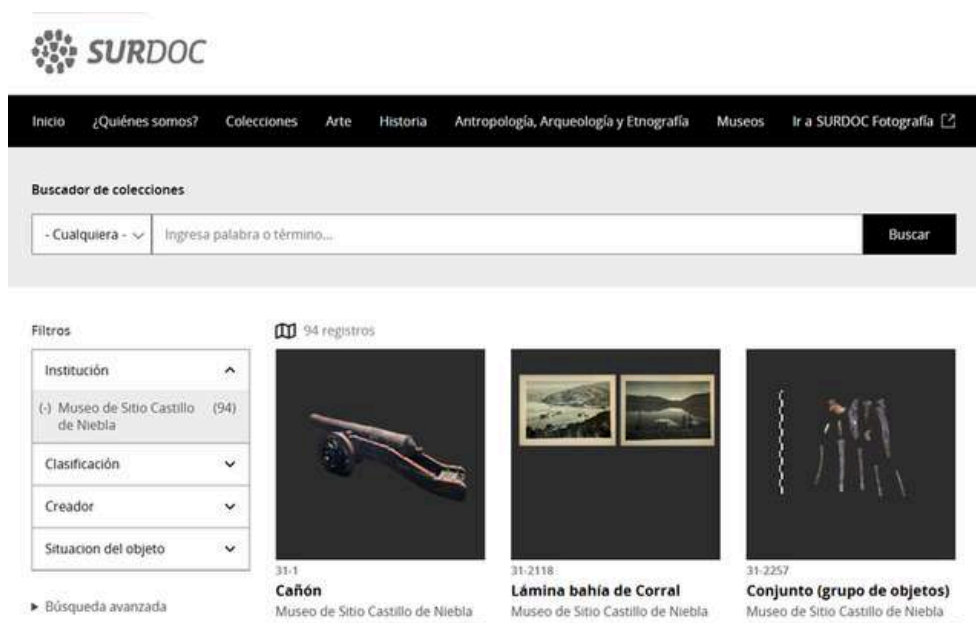 SURDOC
Inicio ¿Quiénes somos? Colecciones Arte Historia Antropología, Arqueología y Etnografía Museos Ir a SURDOC Fotografía
Buscador de colecciones
- Cualquiera - Ingresa palabra o término... Buscar
Filtros
94 registros
Institución
(-) Museo de Sitio Castillo de Niebla (94)
Clasificación
Creador
Situacion del objeto
Búsqueda avanzada
31-1
Cañón
Museo de Sitio Castillo de Niebla
31-2118
Lámina bahía de Corral
Museo de Sitio Castillo de Niebla
31-2257
Conjunto (grupo de objetos)
Museo de Sitio Castillo de Niebla